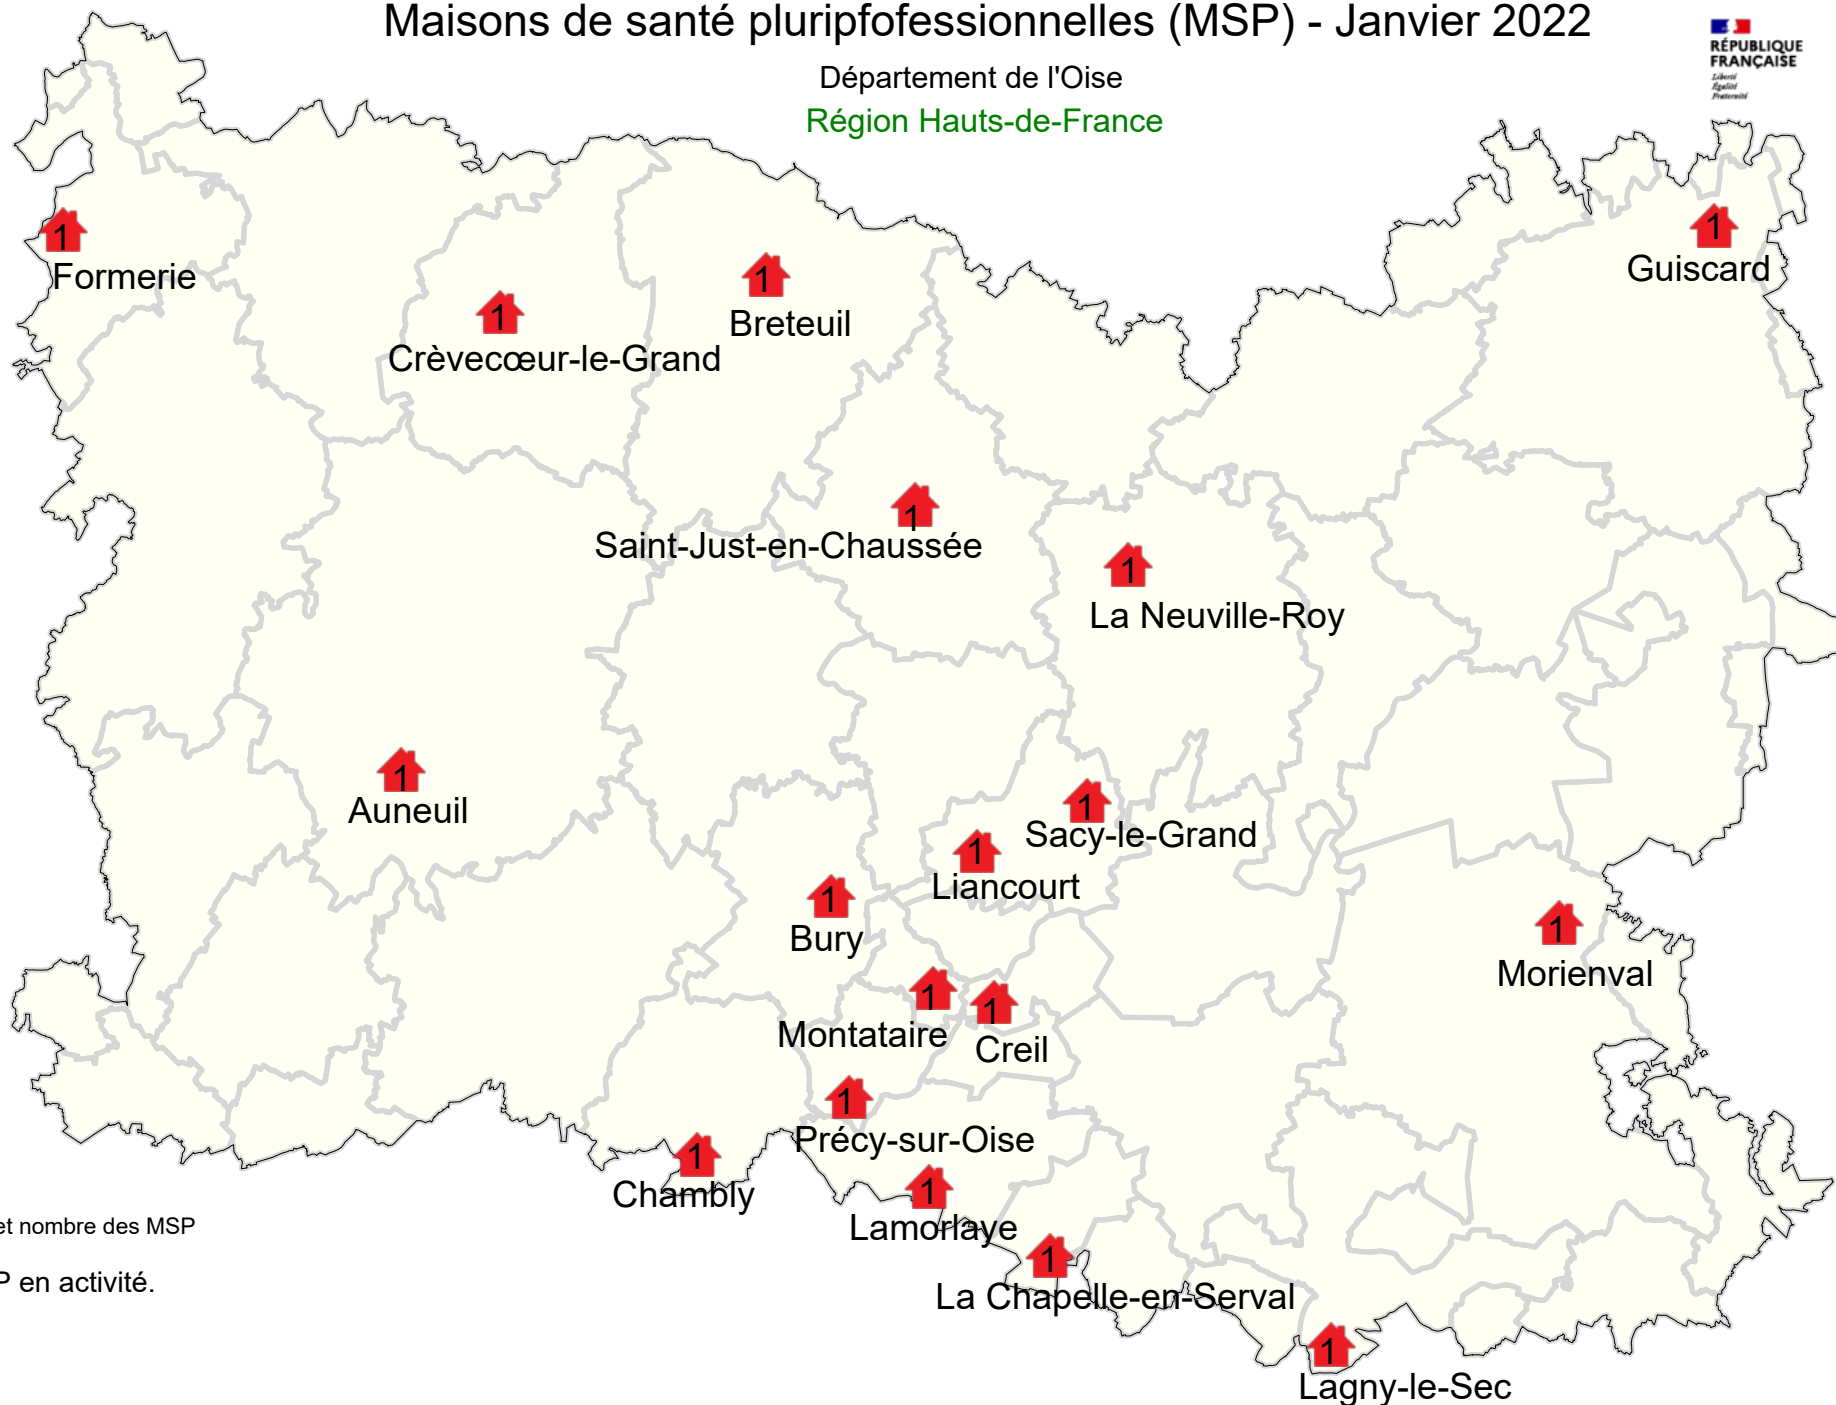 Maisons de santé pluripfofessionnelles (MSP) - Janvier 2022
Département de l'Oise
Région Hauts-de-France
RÉPUBLIQUE
FRANÇAISE
Liberté
Égalité
Fraternité
1
Formerie
1
Guiscard
1
Breteuil
1
Crèvecœur-le-Grand
1
Saint-Just-en-Chaussée
1
La Neuville-Roy
1
Auneuil
1
Sacy-le-Grand
1
Liancourt
1
Bury
1
Morienval
1
Montataire
1
Creil
1
Précy-sur-Oise
1
Chambly
1
Lamorlaye
et nombre des MSP
1
La Chapelle-en-Serval
P en activité.
1
Lagny-le-Sec